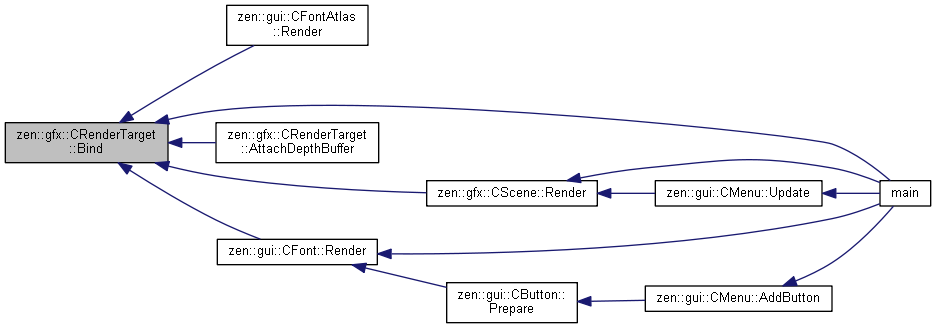 zen::gui::CFontAtlas
::Render
zen::gfx::CRenderTarget
::Bind
zen::gfx::CRenderTarget
::AttachDepthBuffer
zen::gfx::CScene::Render
zen::gui::CMenu::Update
main
zen::gui::CFont::Render
zen::gui::CButton::
Prepare
zen::gui::CMenu::AddButton